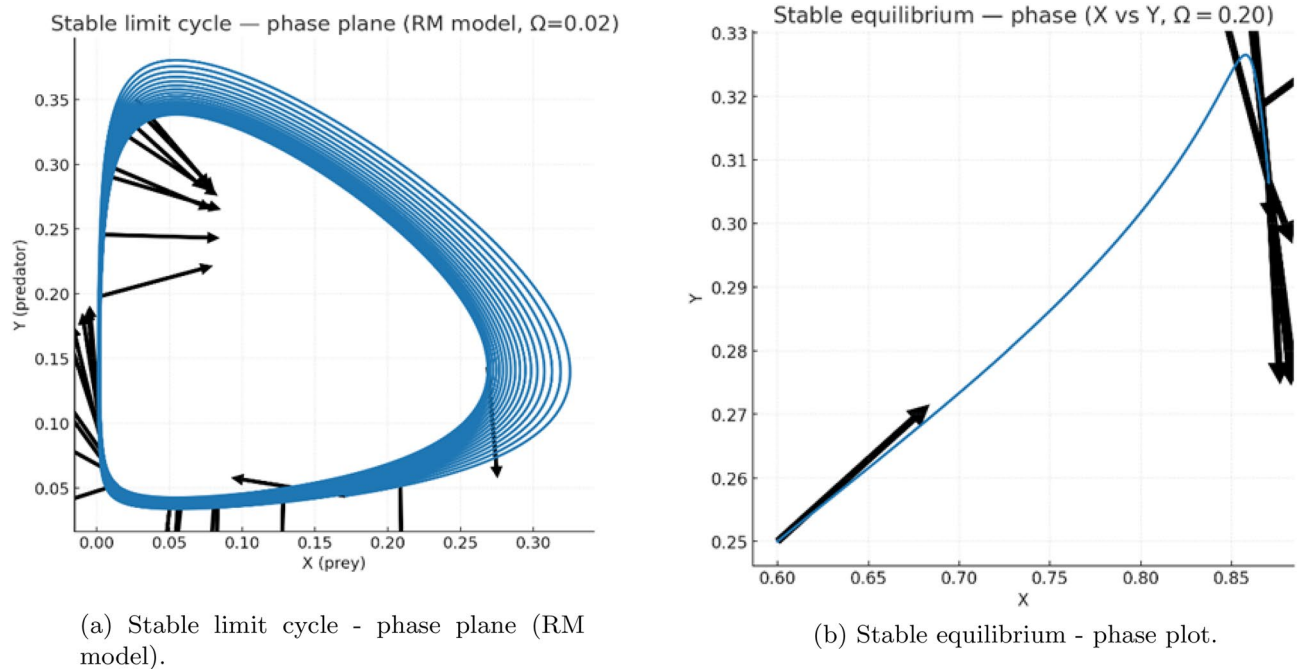 Stable limit cycle — phase plane (RM model, Ω=0.02)
0.35
0.30
0.25
0.20
0.15
0.10
0.05
Y (predator)
0.00 0.05 0.10 0.15 0.20 0.25 0.30
X (prey)
(a) Stable limit cycle - phase plane (RM
model).
Stable equilibrium — phase (X vs Y, Ω = 0.20)
0.33
0.32
0.31
0.30
0.29
0.28
0.27
0.26
0.25
Y
0.60 0.65 0.70 0.75 0.80 0.85
X
(b) Stable equilibrium - phase plot.